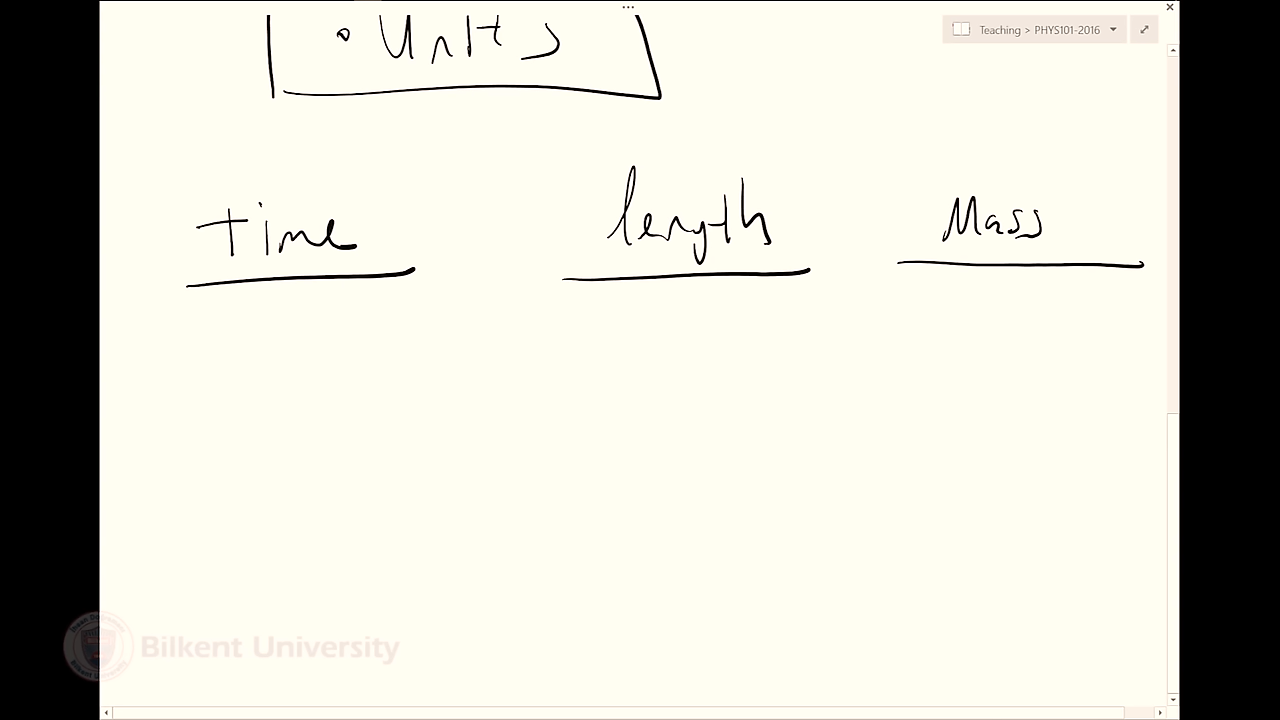 Teaching > PHYS101-2016
• Units
time length Mass
Bilkent University